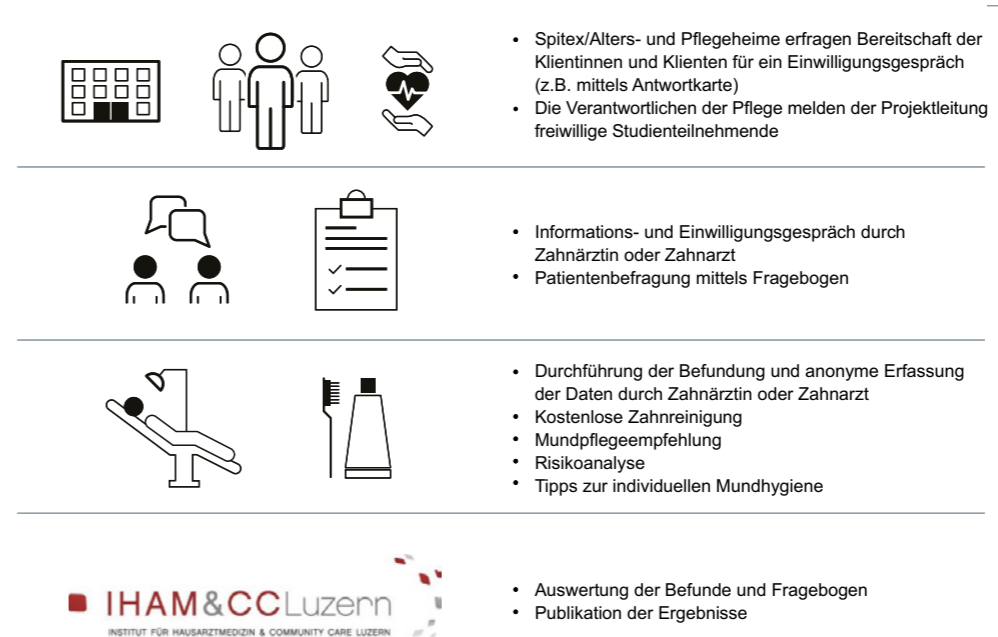 • Spitex/Alters- und Pflegeheime erfragen Bereitschaft der
Klientinnen und Klienten für ein Einwilligungsgespräch
(z.B. mittels Antwortkarte)
• Die Verantwortlichen der Pflege melden der Projektleitung
freiwillige Studienteilnehmende
• Informations- und Einwilligungsgespräch durch
Zahnärztin oder Zahnarzt
• Patientenbefragung mittels Fragebogen
• Durchführung der Befundung und anonyme Erfassung
der Daten durch Zahnärztin oder Zahnarzt
• Kostenlose Zahnreinigung
• Mundpflegeempfehlung
• Risikoanalyse
• Tipps zur individuellen Mundhygiene
IHAM&CCLuzern
INSTITUT FÜR HAUSARZTMEDIZIN & COMMUNITY CARE LUZERN
• Auswertung der Befunde und Fragebogen
• Publikation der Ergebnisse